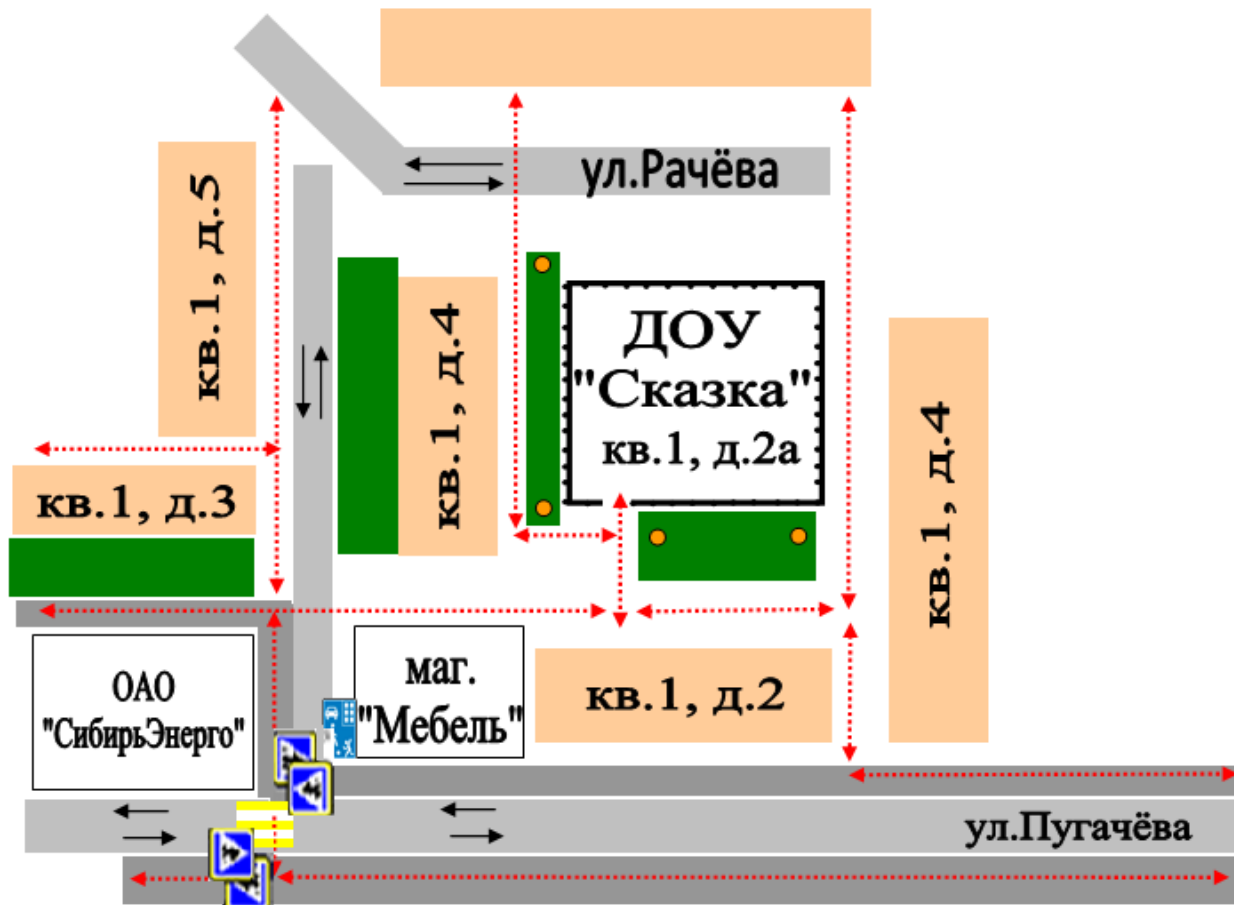 ул.Рачёва
кв.1, д.5
кв.1, д.4
ДОУ
"Сказка"
кв.1, д.2а
кв.1, д.4
кв.1, д.3
ОАО
"СибирьЭнерго"
маг.
"Мебель"
кв.1, д.2
ул.Пугачёва